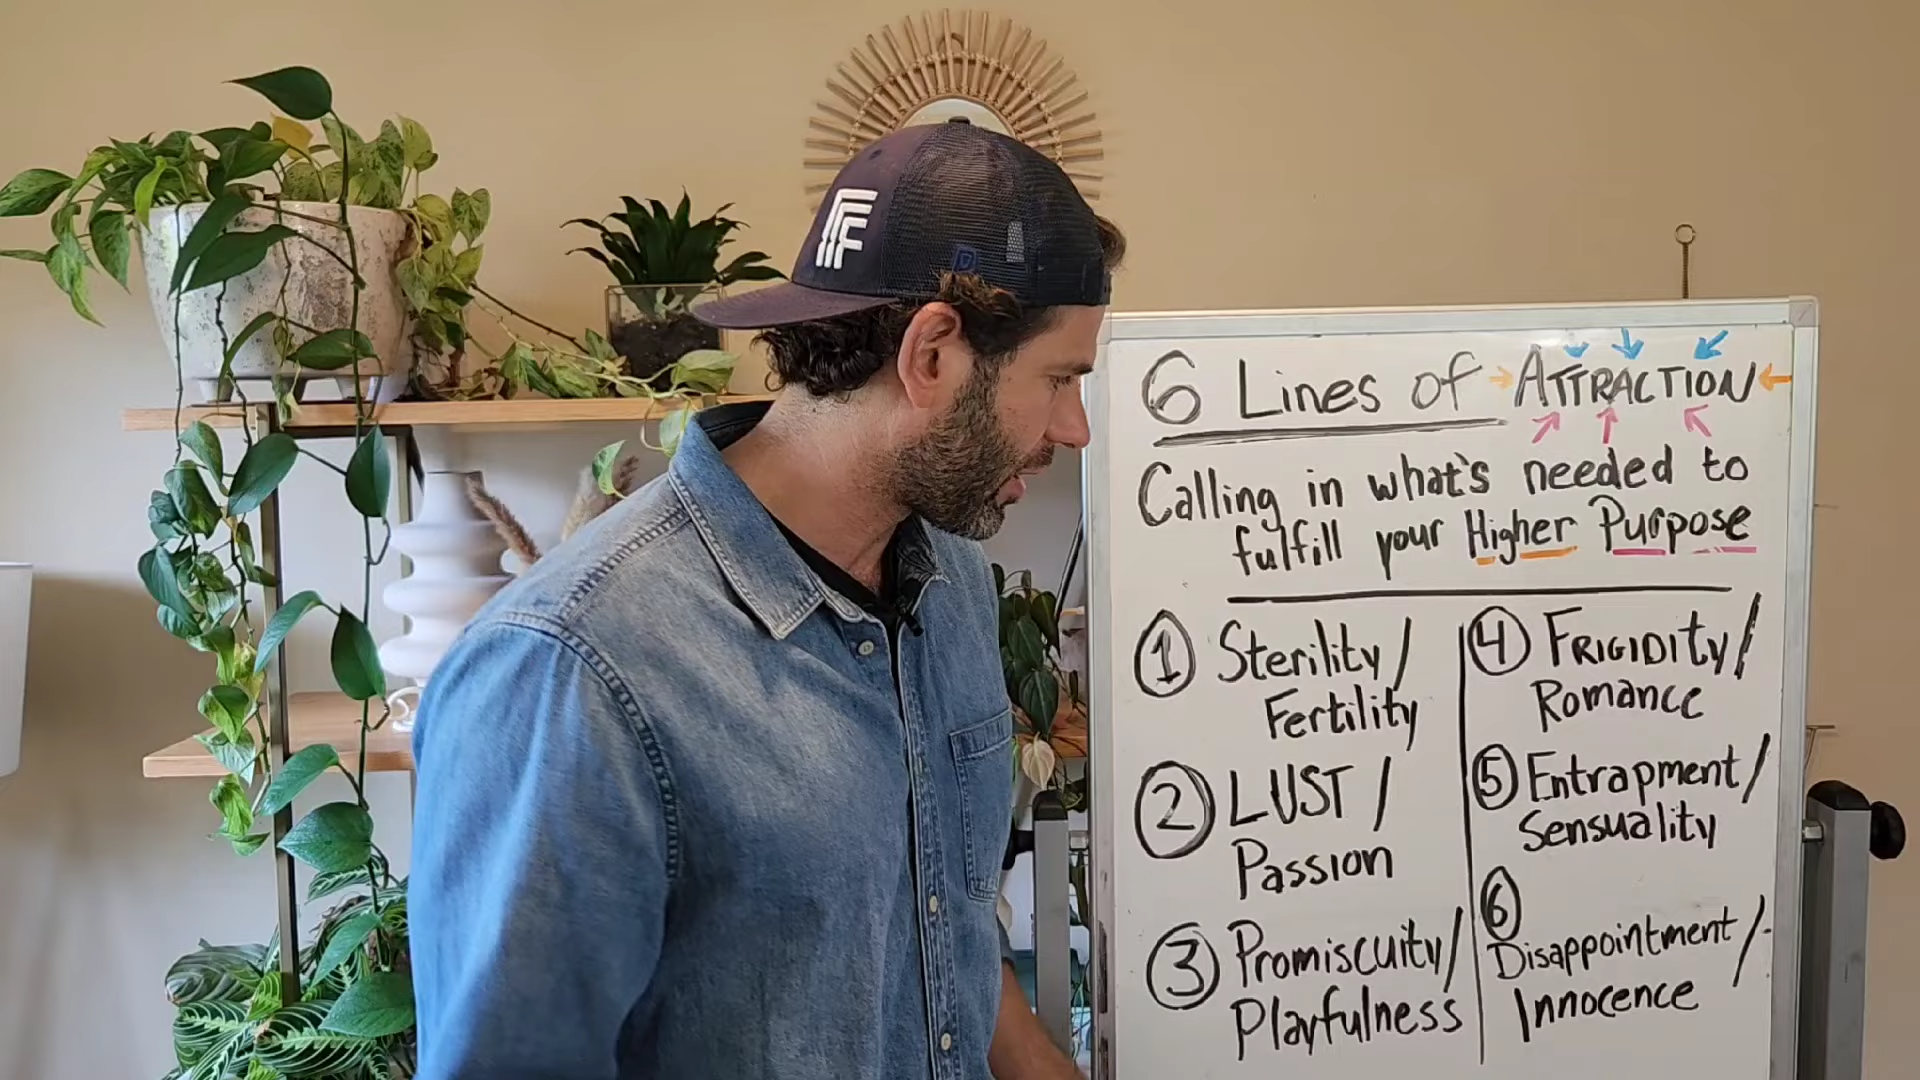 F
6 Lines of ATTRACTION
Calling in what's needed to
fulfill your Higher Purpose
1 Sterility/
Fertility
2 LUST/
Passion
3 Promiscuity/
Playfulness
4 FRIGIDITY/
Romance
5 Entrapment/
Sensuality
6
Disappointment/
Innocence